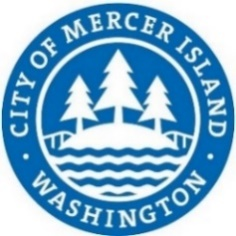 CITY OF MERCER ISLAND
WASHINGTON